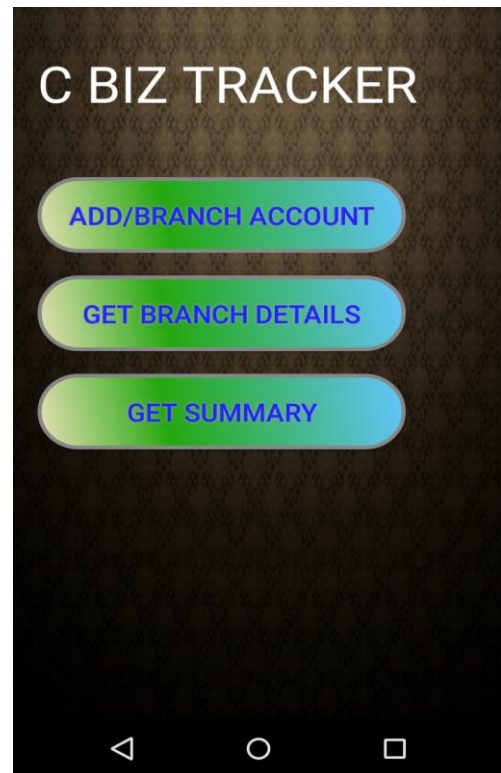 C BIZ TRACKER
ADD/BRANCH ACCOUNT
GET BRANCH DETAILS
GET SUMMARY